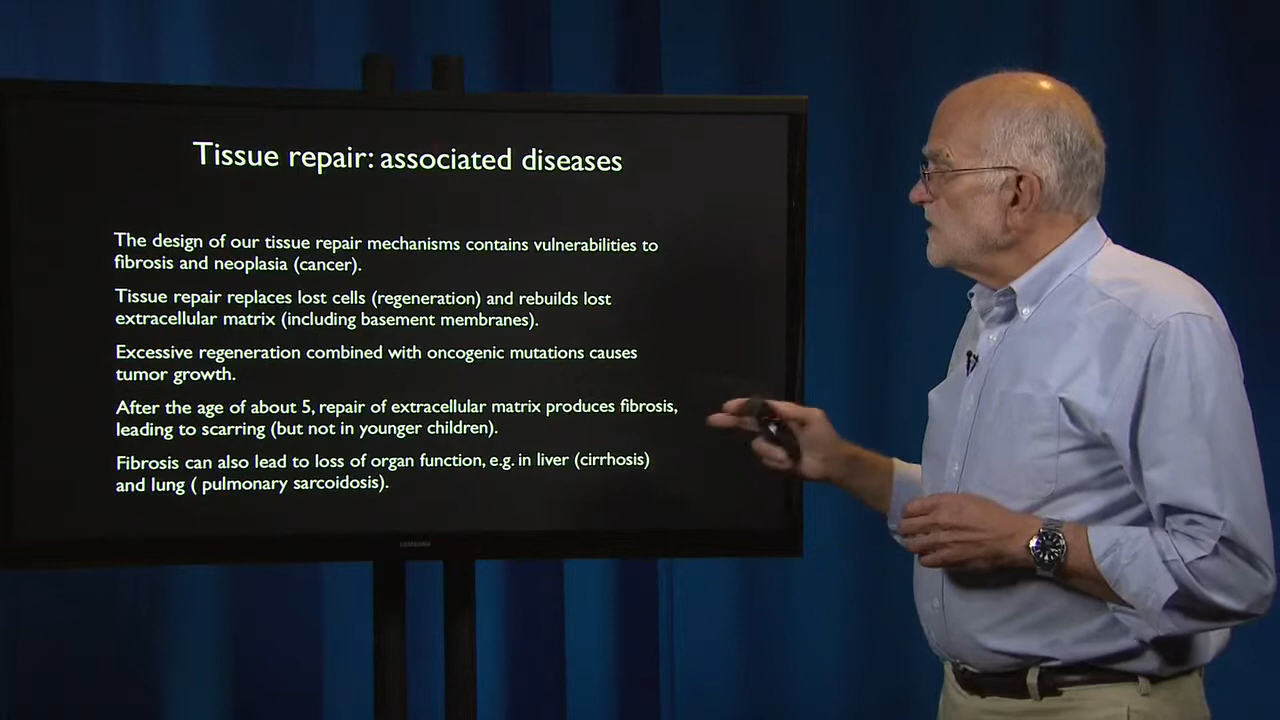 Tissue repair: associated diseases
The design of our tissue repair mechanisms contains vulnerabilities to
fibrosis and neoplasia (cancer).
Tissue repair replaces lost cells (regeneration) and rebuilds lost
extracellular matrix (including basement membranes).
Excessive regeneration combined with oncogenic mutations causes
tumor growth.
After the age of about 5, repair of extracellular matrix produces fibrosis,
leading to scarring (but not in younger children).
Fibrosis can also lead to loss of organ function, e.g. in liver (cirrhosis)
and lung ( pulmonary sarcoidosis).
SAMSUNG